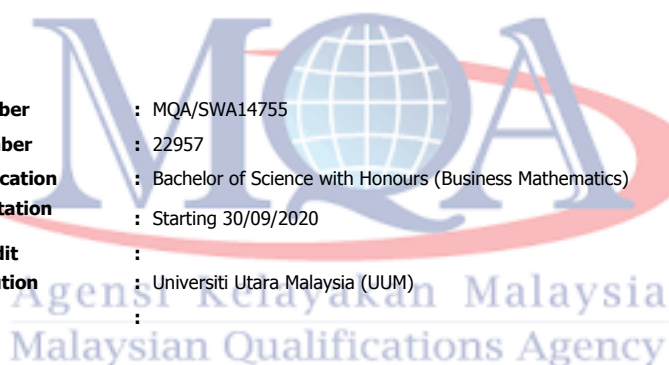 MQA
ber : MQA/SWA14755
ber : 22957
cation : Bachelor of Science with Honours (Business Mathematics)
tation : Starting 30/09/2020
dit :
ution : Universiti Utara Malaysia (UUM)
:
Agensi Kelayakan Malaysia
Malaysian Qualifications Agency